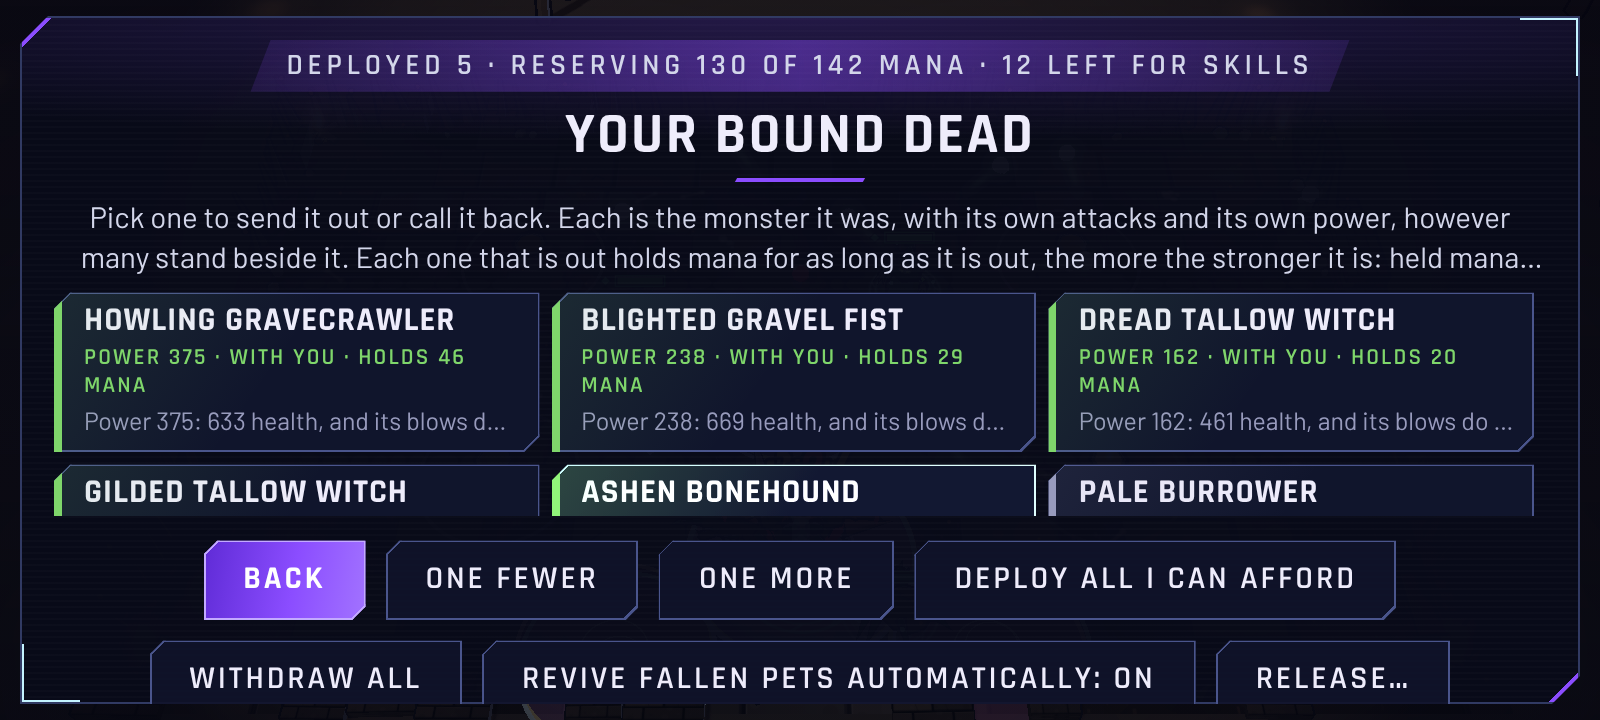 DEPLOYED 5 · RESERVING 130 OF 142 MANA · 12 LEFT FOR SKILLS
YOUR BOUND DEAD
Pick one to send it out or call it back. Each is the monster it was, with its own attacks and its own power, however
many stand beside it. Each one that is out holds mana for as long as it is out, the more the stronger it is: held mana...
HOWLING GRAVECRAWLER
POWER 375 · WITH YOU · HOLDS 46
MANA
Power 375: 633 health, and its blows d...
BLIGHTED GRAVEL FIST
POWER 238 · WITH YOU · HOLDS 29
MANA
Power 238: 669 health, and its blows d...
DREAD TALLOW WITCH
POWER 162 · WITH YOU · HOLDS 20
MANA
Power 162: 461 health, and its blows do ...
GILDED TALLOW WITCH
ASHEN BONEHOUND
PALE BURROWER
BACK
ONE FEWER
ONE MORE
DEPLOY ALL I CAN AFFORD
WITHDRAW ALL
REVIVE FALLEN PETS AUTOMATICALLY: ON
RELEASE...